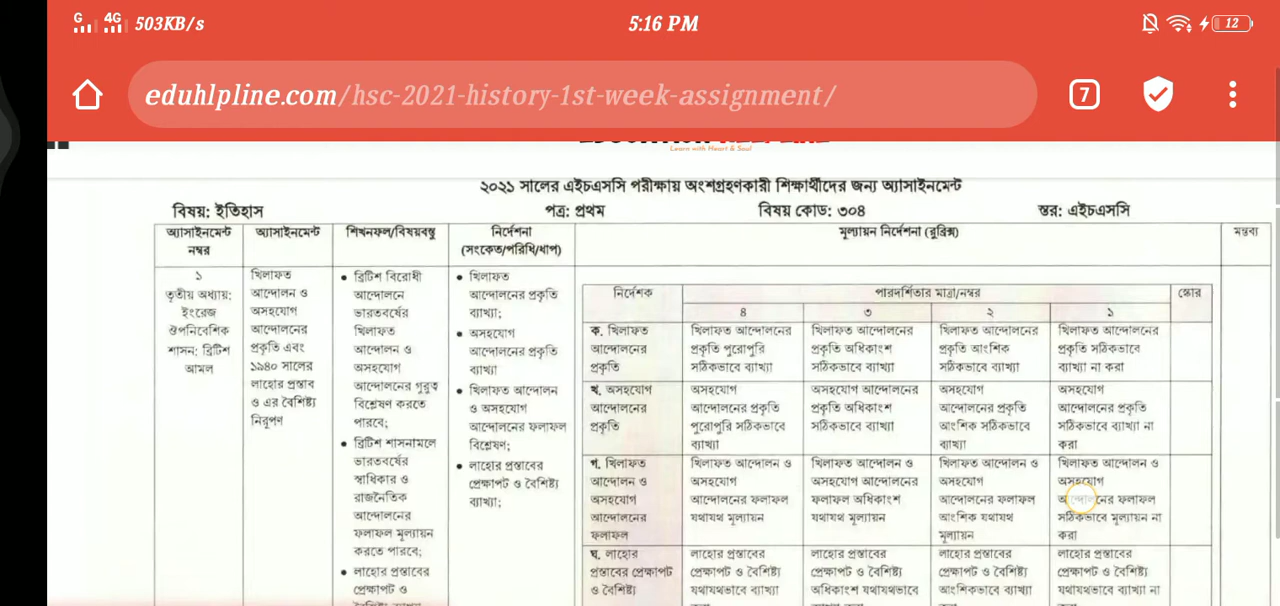 G 4G 503KB/s
5:16 PM
12
eduhlpline.com/hsc-2021-history-1st-week-assignment/
7
Learn with Heart & Soul
২০২১ সালের এইচএসসি পরীক্ষায় অংশগ্রহণকারী শিক্ষার্থীদের জন্য অ্যাসাইনমেন্ট
বিষয়: ইতিহাস পত্র: প্রথম বিষয় কোড: ৩০৪ স্তর: এইচএসসি
অ্যাসাইনমেন্ট
নম্বর
অ্যাসাইনমেন্ট
শিখনফল/বিষয়বস্তু
নির্দেশনা
(সংকেত/পরিধি/ধাপ)
মূল্যায়ন নির্দেশনা (রুব্রিক্স)
মন্তব্য
১
তৃতীয় অধ্যায়:
ইংরেজ
ঔপনিবেশিক
শাসন: ব্রিটিশ
আমল
খিলাফত
আন্দোলন ও
অসহযোগ
আন্দোলনের
প্রকৃতি এবং
১৯৪০ সালের
লাহোর প্রস্তাব
ও এর বৈশিষ্ট্য
নিরূপণ
• ব্রিটিশ বিরোধী
আন্দোলনে
ভারতবর্ষের
খিলাফত
আন্দোলন ও
অসহযোগ
আন্দোলনের গুরুত্ব
বিশ্লেষণ করতে
পারবে;
• ব্রিটিশ শাসনামলে
ভারতবর্ষের
স্বাধিকার ও
রাজনৈতিক
আন্দোলনের
ফলাফল মূল্যায়ন
করতে পারবে;
• লাহোর প্রস্তাবের
প্রেক্ষাপট ও
• খিলাফত
আন্দোলনের প্রকৃতি
ব্যাখ্যা;
• অসহযোগ
আন্দোলনের প্রকৃতি
ব্যাখ্যা
• খিলাফত আন্দোলন
ও অসহযোগ
আন্দোলনের ফলাফল
বিশ্লেষণ;
• লাহোর প্রস্তাবের
প্রেক্ষাপট ও বৈশিষ্ট্য
ব্যাখ্যা;
নির্দেশক
পারদর্শিতার মাত্রা/নম্বর
স্কোর
৪ ৩ ২ ১
ক. খিলাফত
আন্দোলনের
প্রকৃতি
খিলাফত আন্দোলনের
প্রকৃতি পুরোপুরি
সঠিকভাবে ব্যাখ্যা
খিলাফত আন্দোলনের
প্রকৃতি অধিকাংশ
সঠিকভাবে ব্যাখ্যা
খিলাফত আন্দোলনের
প্রকৃতি আংশিক
সঠিকভাবে ব্যাখ্যা
খিলাফত আন্দোলনের
প্রকৃতি সঠিকভাবে
ব্যাখ্যা না করা
খ. অসহযোগ
আন্দোলনের
প্রকৃতি
অসহযোগ
আন্দোলনের প্রকৃতি
পুরোপুরি সঠিকভাবে
ব্যাখ্যা
অসহযোগ আন্দোলনের
প্রকৃতি অধিকাংশ
সঠিকভাবে ব্যাখ্যা
অসহযোগ
আন্দোলনের প্রকৃতি
আংশিক সঠিকভাবে
ব্যাখ্যা
অসহযোগ
আন্দোলনের প্রকৃতি
সঠিকভাবে ব্যাখ্যা না
করা
গ. খিলাফত
আন্দোলন ও
অসহযোগ
আন্দোলনের
ফলাফল
খিলাফত আন্দোলন ও
অসহযোগ
আন্দোলনের ফলাফল
যথাযথ মূল্যায়ন
খিলাফত আন্দোলন ও
অসহযোগ আন্দোলনের
ফলাফল অধিকাংশ
যথাযথ মূল্যায়ন
খিলাফত আন্দোলন ও
অসহযোগ
আন্দোলনের ফলাফল
আংশিক যথাযথ
মূল্যায়ন
খিলাফত আন্দোলন ও
অসহযোগ
আন্দোলনের ফলাফল
সঠিকভাবে মূল্যায়ন না
করা
ঘ. লাহোর
প্রস্তাবের প্রেক্ষাপট
ও বৈশিষ্ট্য
লাহোর প্রস্তাবের
প্রেক্ষাপট ও বৈশিষ্ট্য
যথাযথভাবে ব্যাখ্যা
লাহোর প্রস্তাবের
প্রেক্ষাপট ও বৈশিষ্ট্য
অধিকাংশ যথাযথভাবে
লাহোর প্রস্তাবের
প্রেক্ষাপট ও বৈশিষ্ট্য
আংশিকভাবে ব্যাখ্যা
লাহোর প্রস্তাবের
প্রেক্ষাপট ও বৈশিষ্ট্য
যথাযথভাবে ব্যাখ্যা না